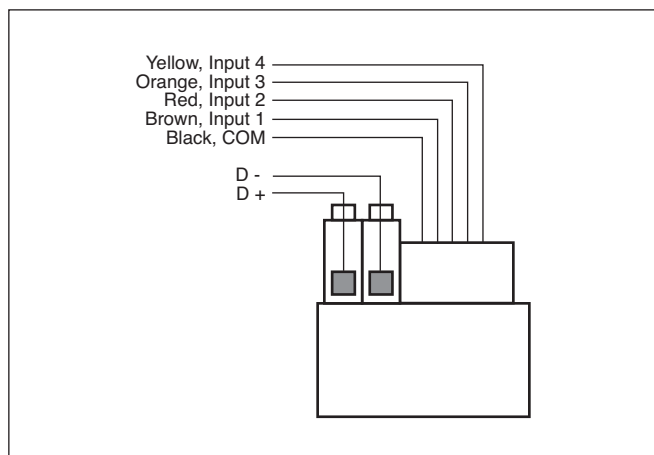 Yellow, Input 4
Orange, Input 3
Red, Input 2
Brown, Input 1
Black, COM
D -
D +